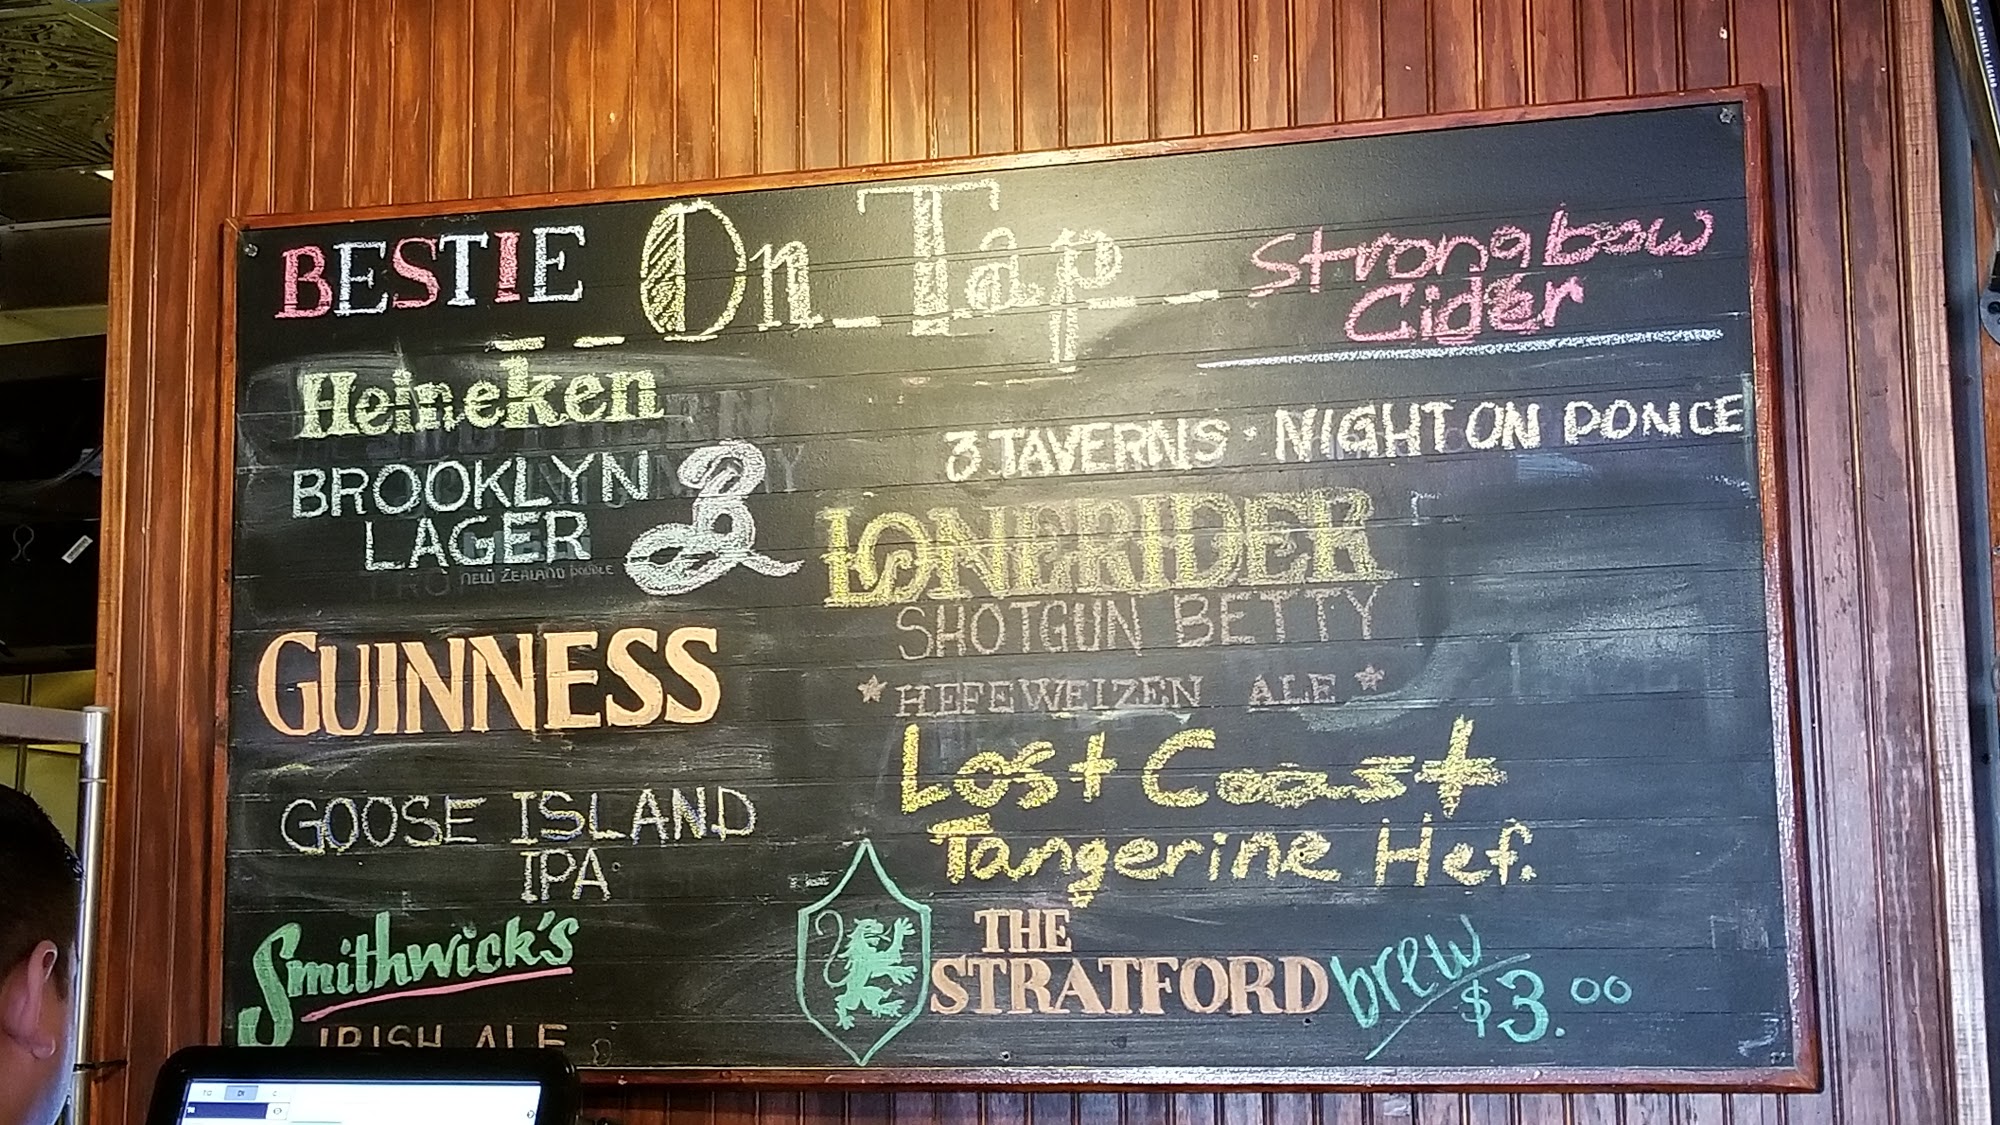 BESTIE On Tap
Strongbow
Cider
Heineken
BROOKLYN
LAGER
B
NEW ZEALAND DOUBLE
GUINNESS
GOOSE ISLAND
IPA
Smithwick's
IRISH ALE
3 TAVERNS · NIGHT ON PONCE
LONERIDER
SHOTGUN BETTY
HEFEWEIZEN ALE
Lost Coast
Tangerine Hef.
THE
STRATFORD
brew
$3.00